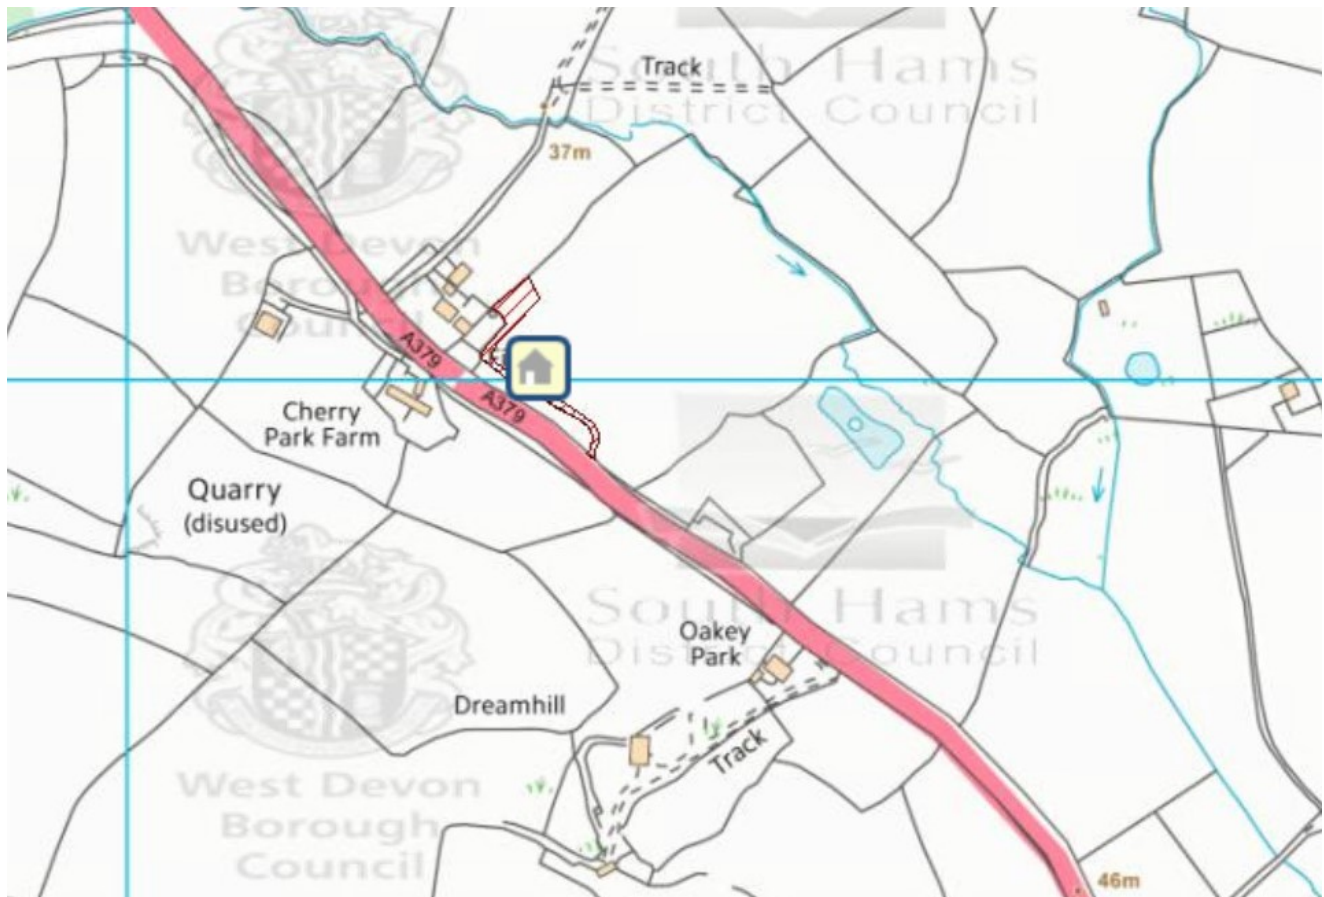 South Hams
District Council
Track
37m
West Devon
Borough
Council
A379
A379
Cherry
Park Farm
Quarry
(disused)
South Hams
District Council
Oakey
Park
Dreamhill
Track
West Devon
Borough
Council
46m